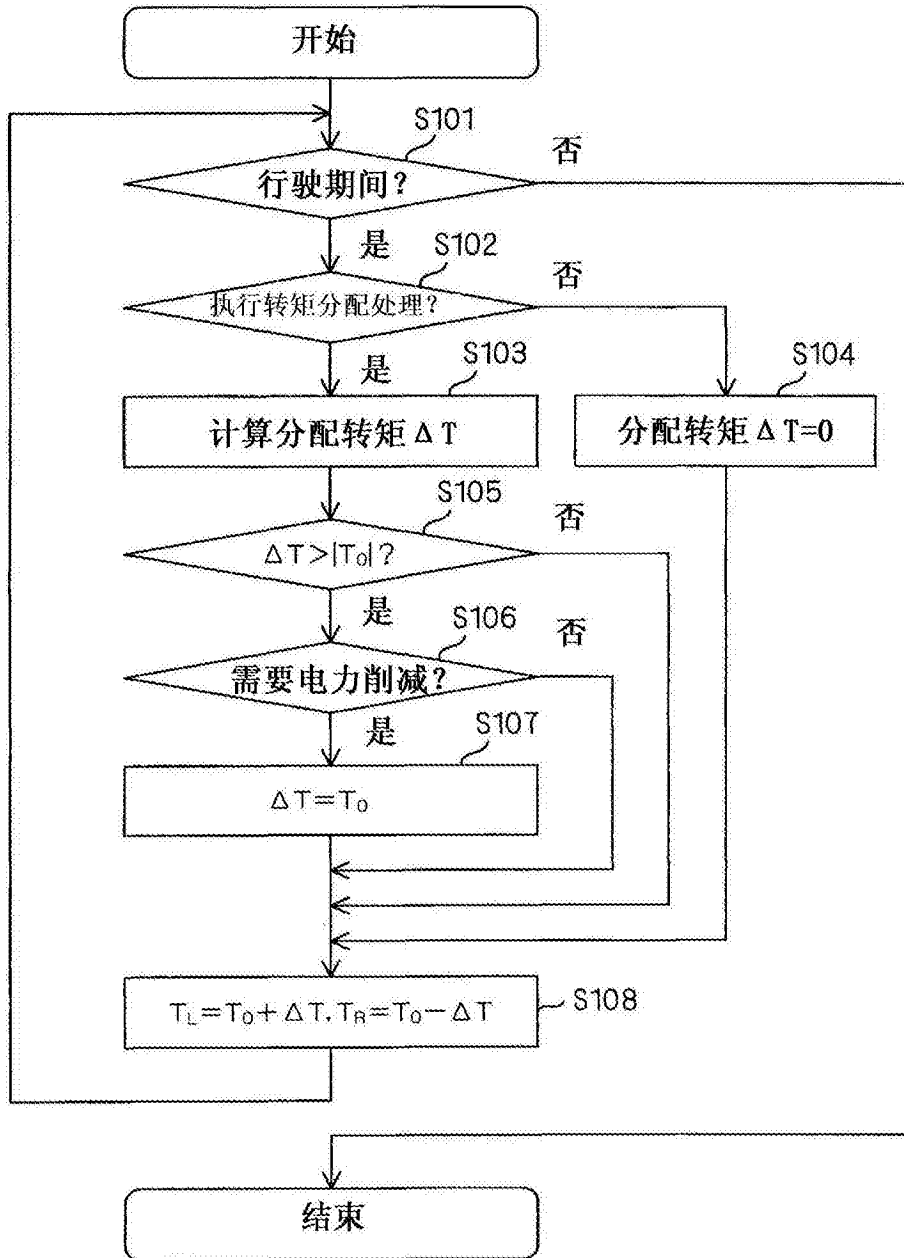 开始
S101
行驶期间?
否
是
S102
执行转矩分配处理?
否
是
S103
计算分配转矩ΔT
S104
分配转矩ΔT=0
S105
ΔT>|T₀|?
否
是
S106
需要电力削减?
否
是
S107
ΔT=T₀
S108
T_L=T₀+ΔT.T_R=T₀-ΔT
结束